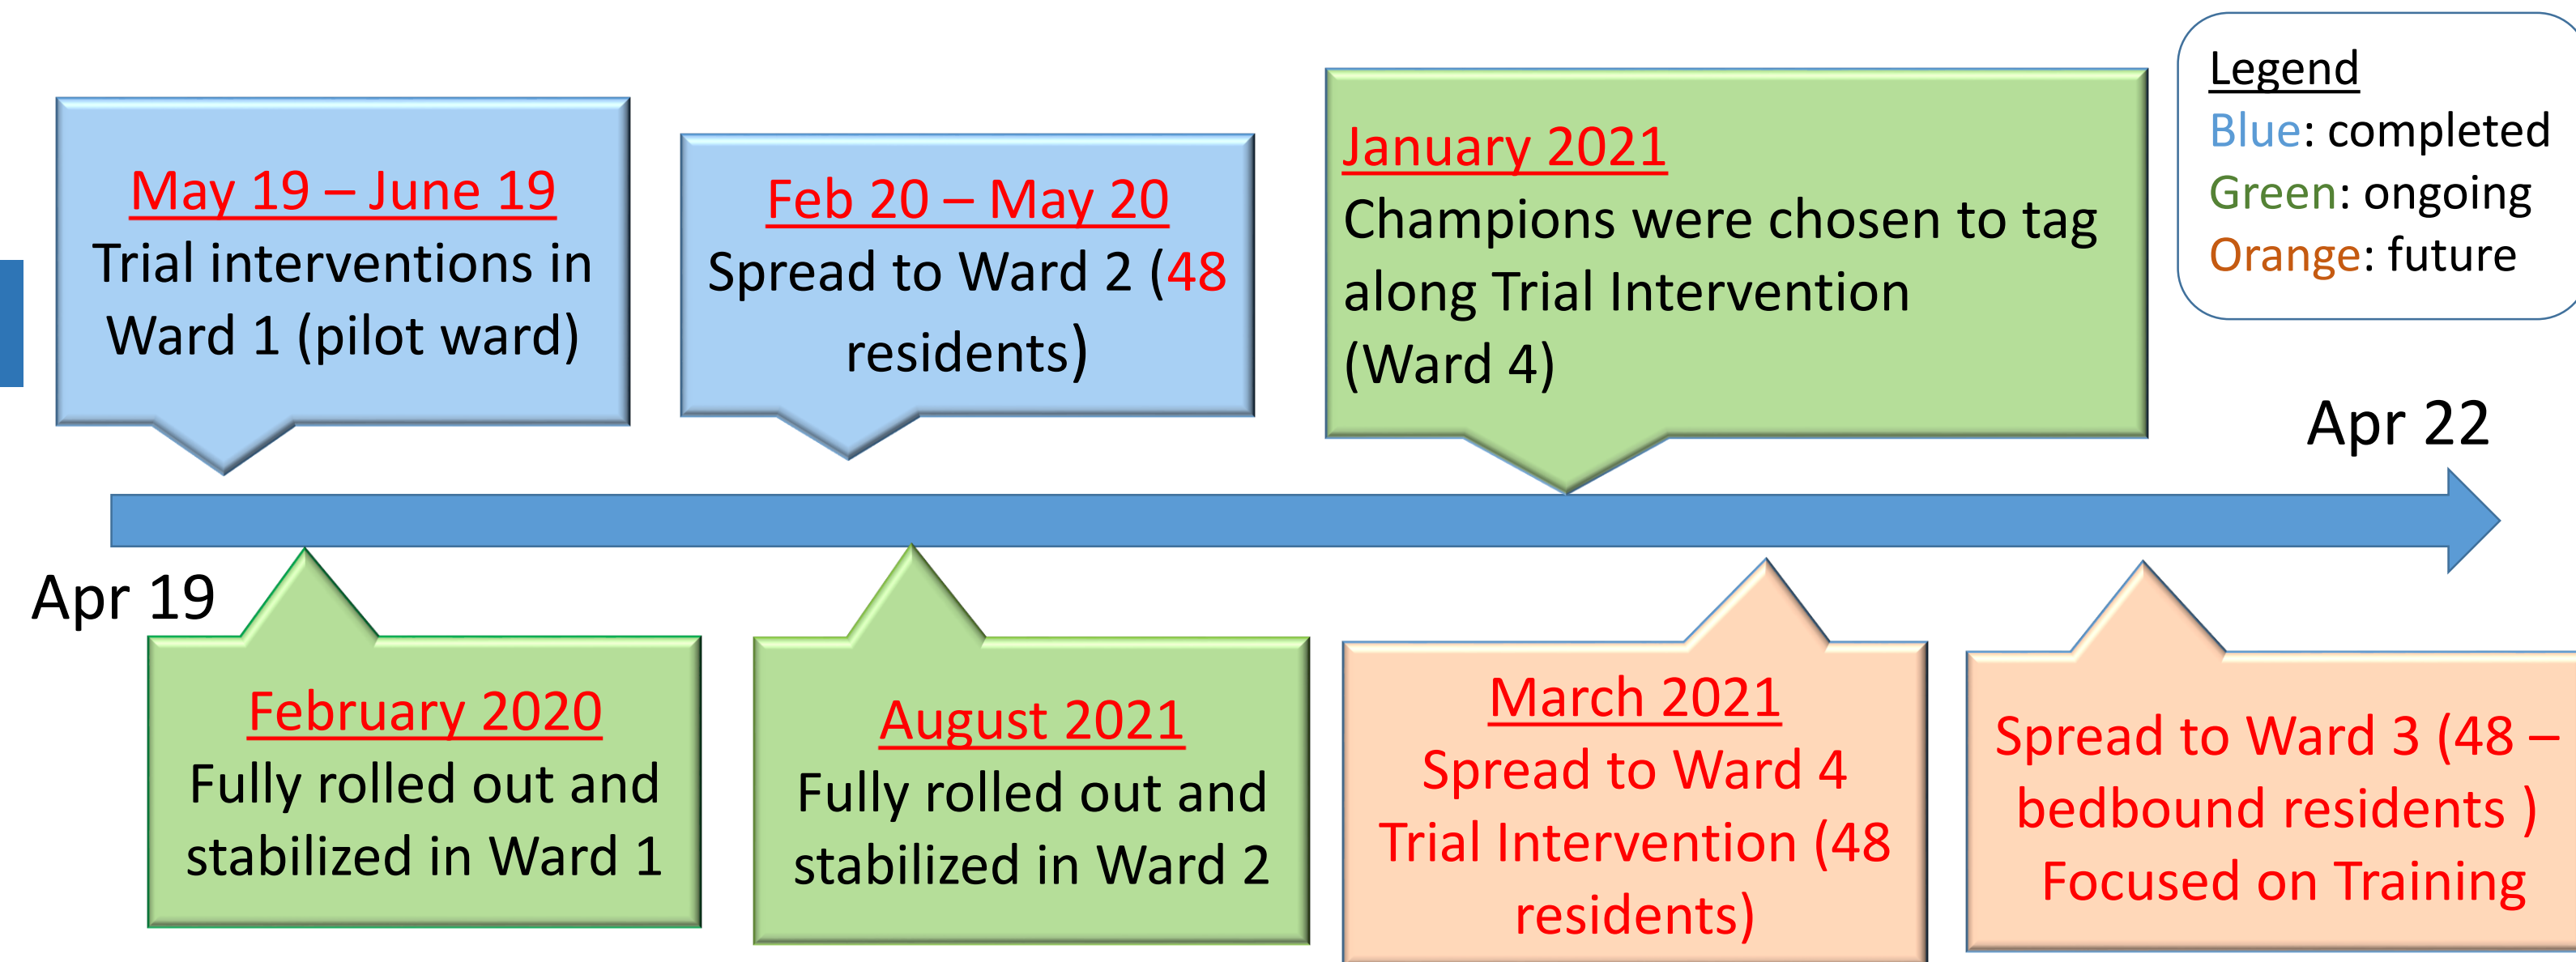 May 19 – June 19
Trial interventions in
Ward 1 (pilot ward)
Feb 20 – May 20
Spread to Ward 2 (48
residents)
January 2021
Champions were chosen to tag
along Trial Intervention
(Ward 4)
Legend
Blue: completed
Green: ongoing
Orange: future
Apr 22
Apr 19
February 2020
Fully rolled out and
stabilized in Ward 1
August 2021
Fully rolled out and
stabilized in Ward 2
March 2021
Spread to Ward 4
Trial Intervention (48
residents)
Spread to Ward 3 (48 –
bedbound residents )
Focused on Training